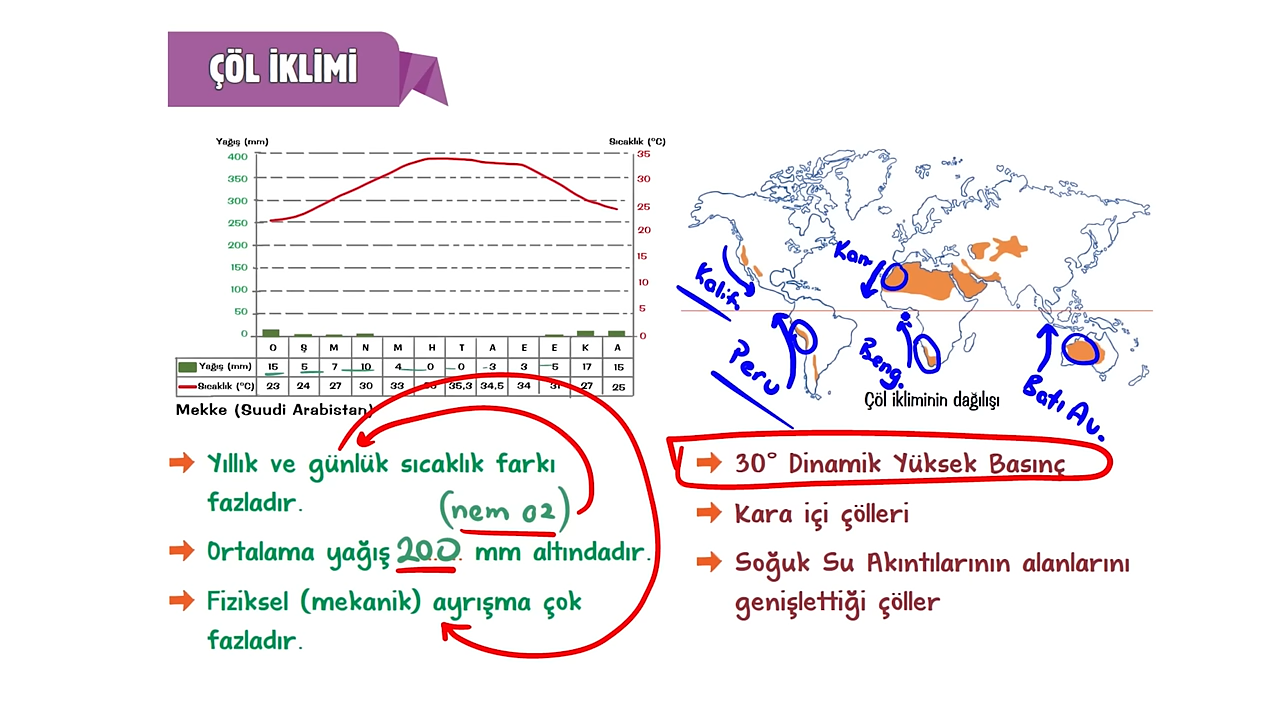 ÇÖL İKLİMİ
Yağış (mm)
Sıcaklık (°C)
400
350
300
250
200
150
100
50
0
35
30
25
20
15
10
5
0
O Ş M N M H T A E E K A
Yağış (mm) 15 5 7 10 4 0 0 3 3 5 17 15
Sıcaklık (°C) 23 24 27 30 33 35,3 34,5 34 31 27 25
Mekke (Suudi Arabistan)
Yıllık ve günlük sıcaklık farkı
fazladır.
(nem az)
Ortalama yağış 200 mm altındadır.
Fiziksel (mekanik) ayrışma çok
fazladır.
Kalif.
Kan
Peru
Beng.
Batı Av.
Çöl ikliminin dağılışı
30° Dinamik Yüksek Basınç
Kara içi çölleri
Soğuk Su Akıntılarının alanlarını
genişlettiği çöller